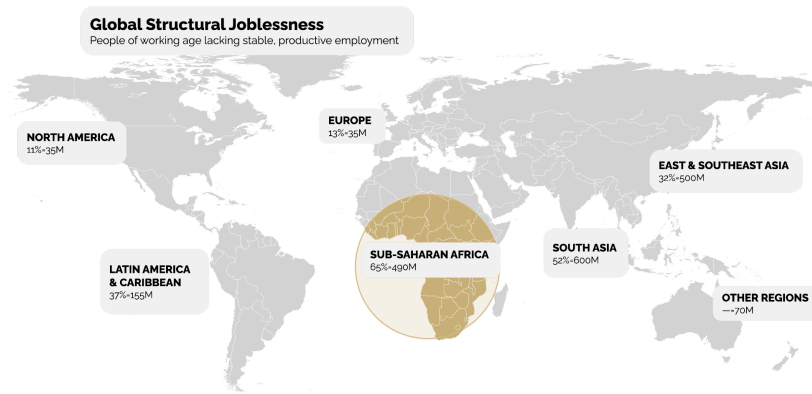 Global Structural Joblessness
People of working age lacking stable, productive employment
NORTH AMERICA
11%=35M
EUROPE
13%=35M
EAST & SOUTHEAST ASIA
32%=500M
SUB-SAHARAN AFRICA
65%=490M
SOUTH ASIA
52%=600M
LATIN AMERICA
& CARIBBEAN
37%=155M
OTHER REGIONS
—=70M